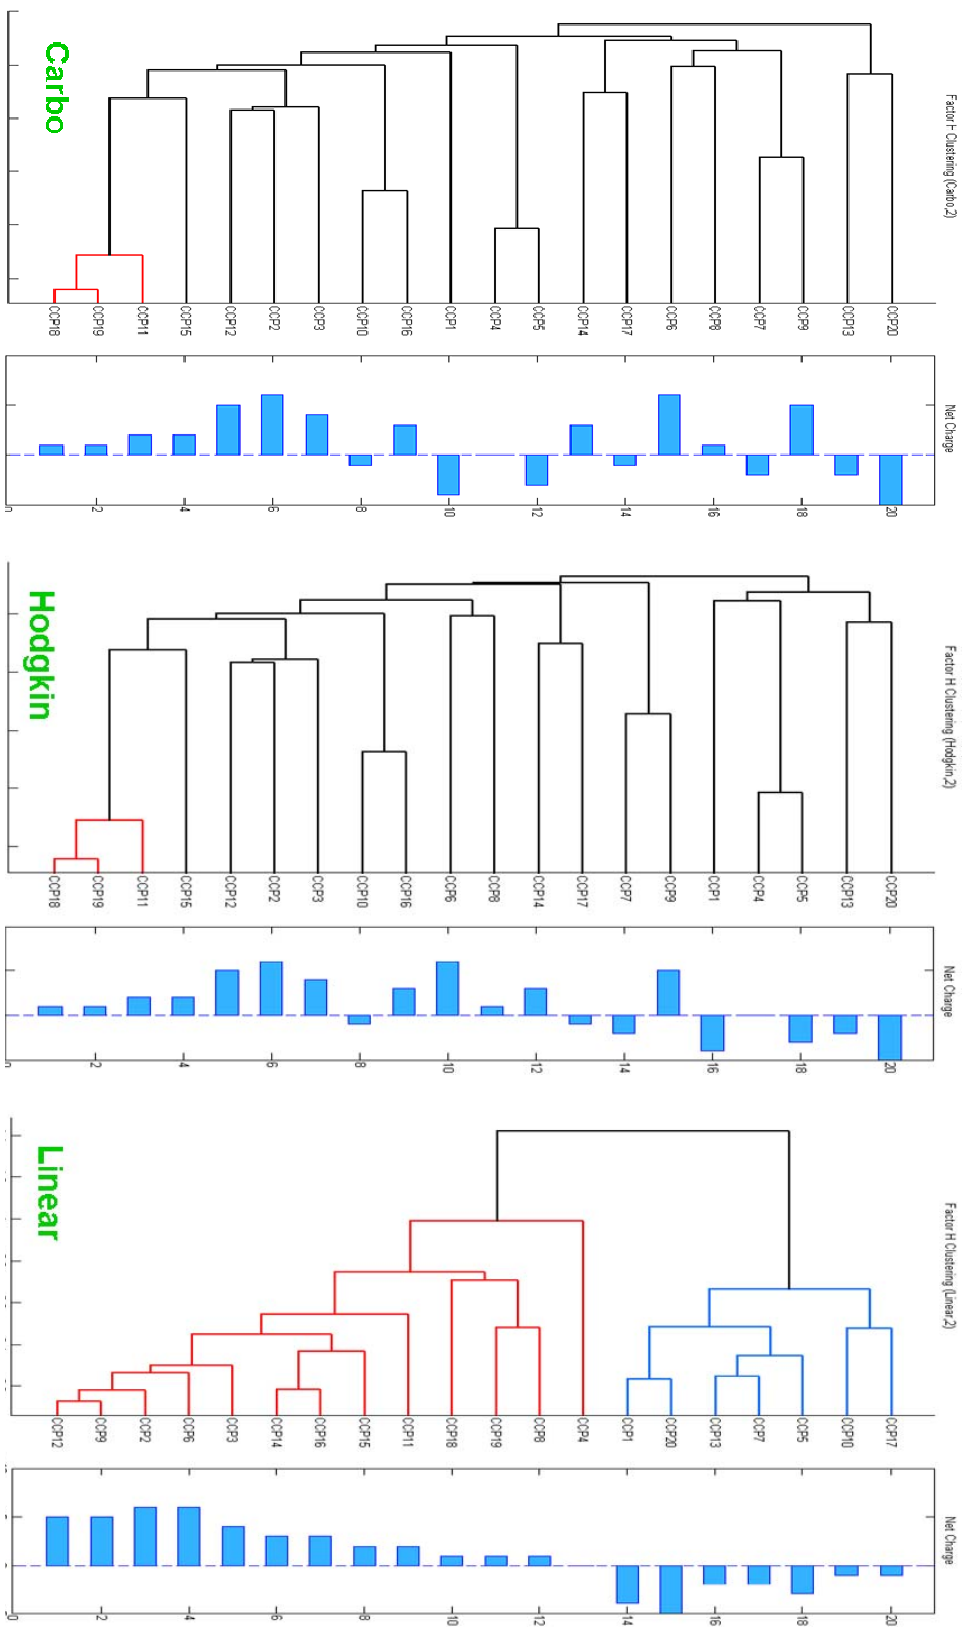 Factor H Clustering (Carbo,2)
Carbo
CCP18 CCP19 CCP11 CCP15 CCP12 CCP2 CCP3 CCP10 CCP16 CCP1 CCP4 CCP5 CCP14 CCP17 CCP6 CCP8 CCP7 CCP9 CCP13 CCP20
Net Charge
0 2 4 6 8 10 12 14 16 18 20
Factor H Clustering (Hodgkin,2)
Hodgkin
CCP18 CCP19 CCP11 CCP15 CCP12 CCP2 CCP3 CCP10 CCP16 CCP6 CCP8 CCP14 CCP17 CCP7 CCP9 CCP1 CCP4 CCP5 CCP13 CCP20
Net Charge
0 2 4 6 8 10 12 14 16 18 20
Factor H Clustering (Linear,2)
Linear
CCP12 CCP9 CCP2 CCP6 CCP3 CCP14 CCP16 CCP15 CCP11 CCP18 CCP19 CCP8 CCP4 CCP1 CCP20 CCP13 CCP7 CCP5 CCP10 CCP17
Net Charge
0 2 4 6 8 10 12 14 16 18 20